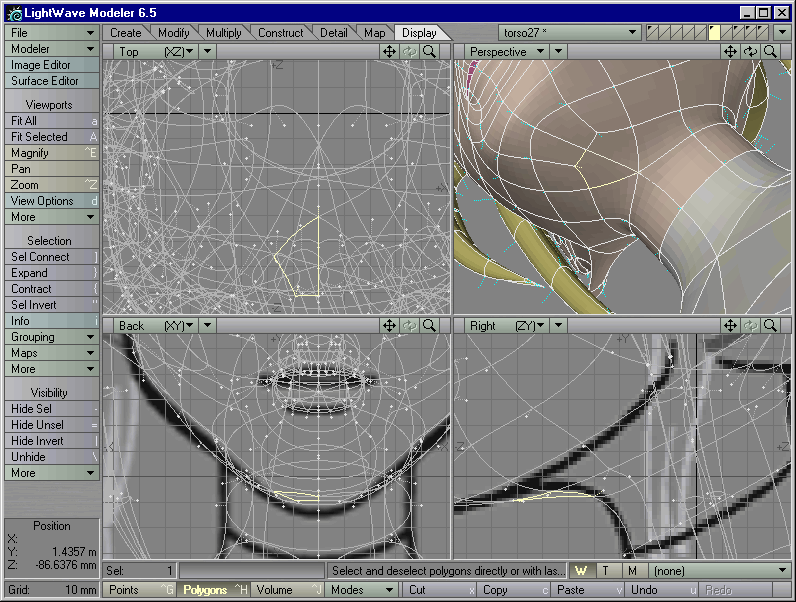 LightWave Modeler 6.5
File
Modeler
Image Editor
Surface Editor
Viewports
Fit All a
Fit Selected A
Magnify ^E
Pan
Zoom ^Z
View Options d
More
Selection
Sel Connect ]
Expand }
Contract {
Sel Invert "
Info i
Grouping
Maps
More
Visibility
Hide Sel -
Hide Unsel =
Hide Invert |
Unhide \
More
Position
X:
Y: 1.4357 m
Z: -86.6376 mm
Grid: 10 mm
Create Modify Multiply Construct Detail Map Display
torso27 *
Top (XZ)
Perspective
Back (XY)
Right (ZY)
Z
X
Y
X
Y
Z
Z
Sel: 1
Select and deselect polygons directly or with las...
W T M (none)
Points ^G Polygons ^H Volume ^J Modes Cut x Copy c Paste v Undo u Redo